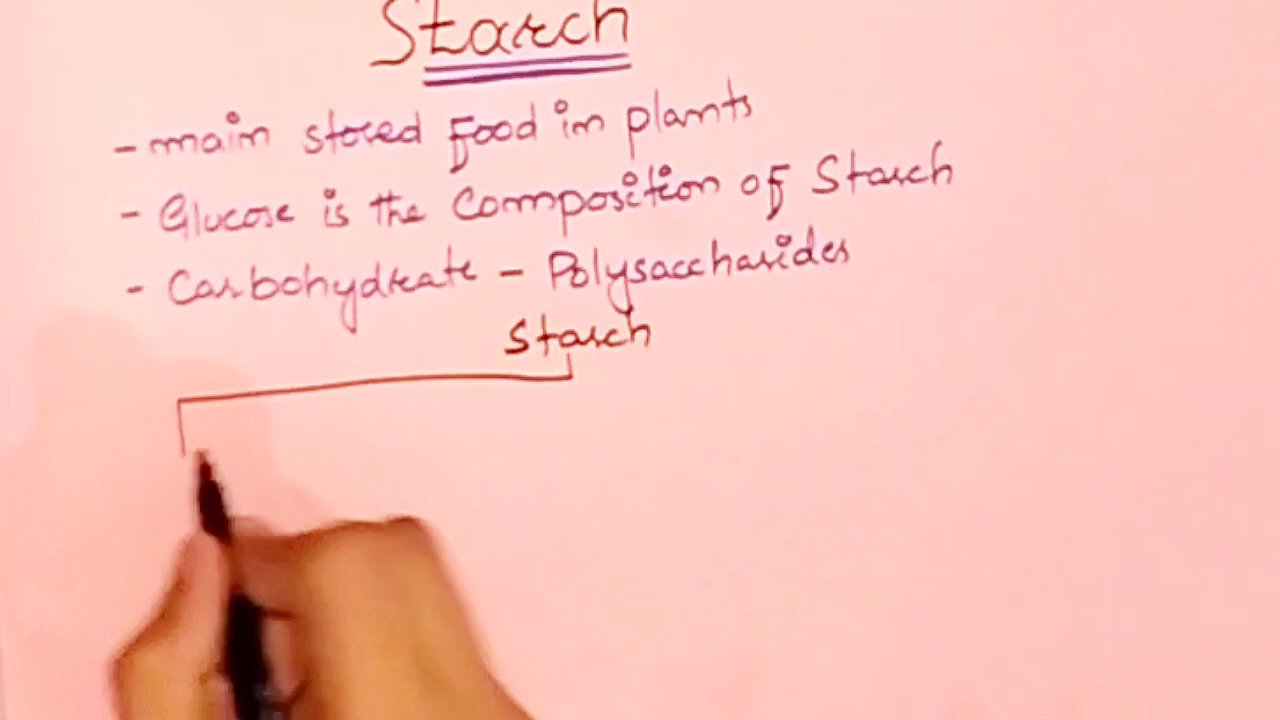 Starch
- main stored food in plants
- Glucose is the Composition of Starch
- Carbohydrate - Polysaccharides
Starch